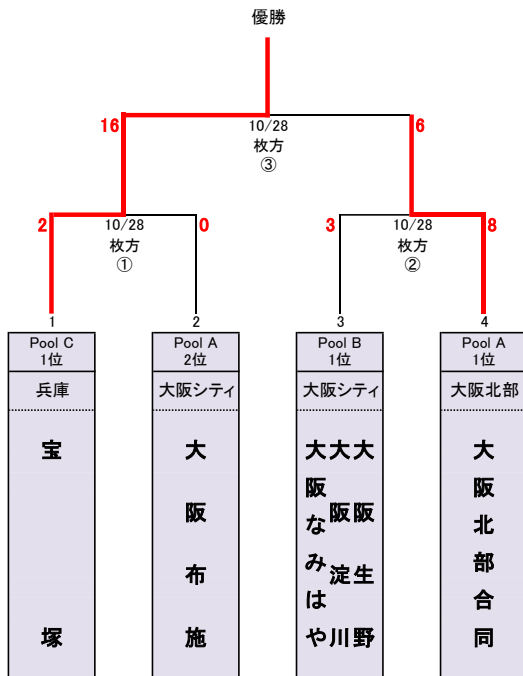 優勝
16
10/28
6
枚方
③
2
10/28
0
3
10/28
8
枚方
①
枚方
②
1
2
3
4
Pool C
1位
Pool A
2位
Pool B
1位
Pool A
1位
兵庫
大阪シティ
大阪シティ
大阪北部
宝塚
大阪布施
大阪生野
大阪淀川
大阪なみはや
大阪北部合同